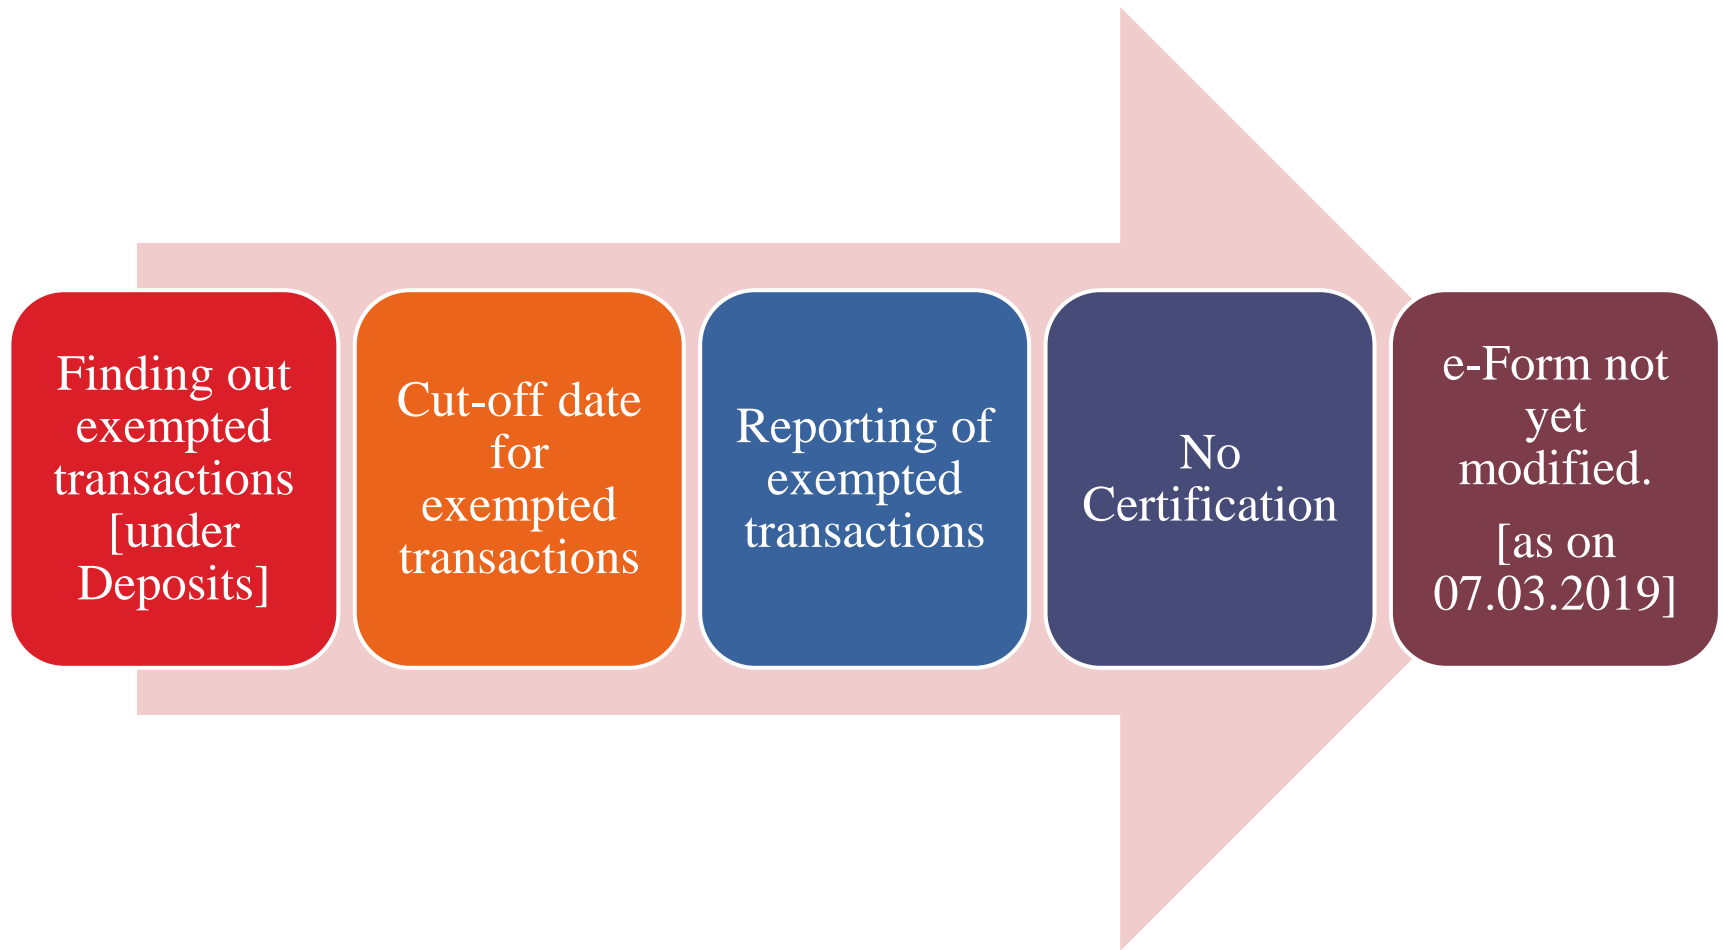 Finding out
exempted
transactions
[under
Deposits]
Cut-off date
for
exempted
transactions
Reporting of
exempted
transactions
No
Certification
e-Form not
yet
modified.
[as on
07.03.2019]